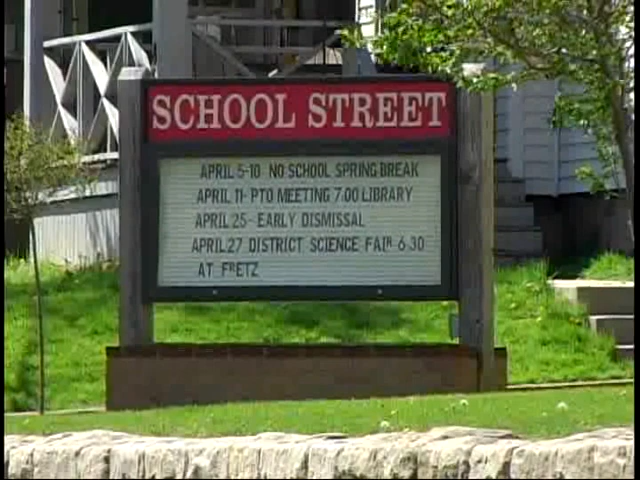 SCHOOL STREET
APRIL 5-10 NO SCHOOL SPRING BREAK
APRIL 11- PTO MEETING 7:00 LIBRARY
APRIL 25- EARLY DISMISSAL
APRIL 27 DISTRICT SCIENCE FAIR 6:30
AT FRETZ